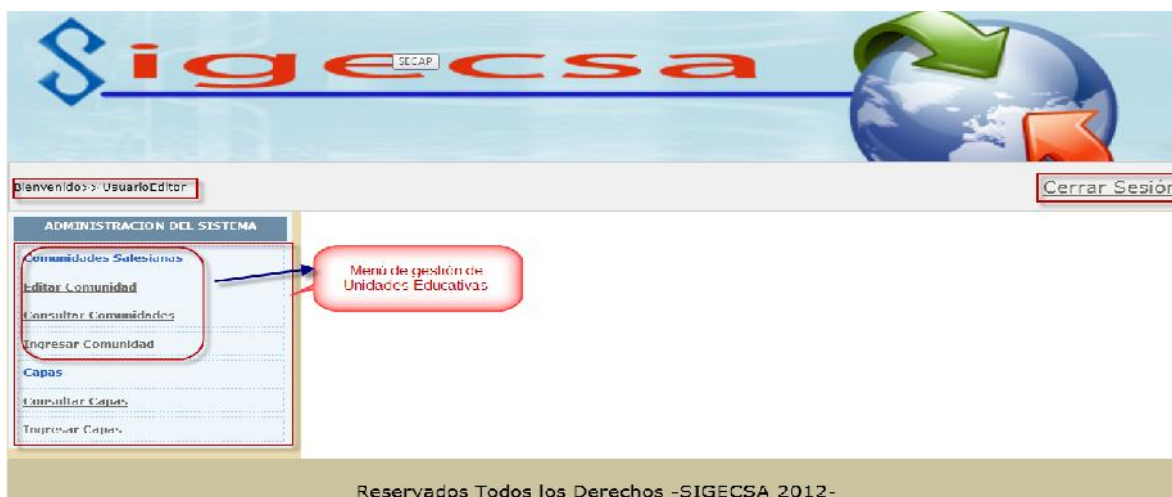 Sigecsa
SECAP
Bienvenido>> UsuarioEditor
Cerrar Sesión
ADMINISTRACION DEL SISTEMA
Comunidades Salesianas
Editar Comunidad
Consultar Comunidades
Ingresar Comunidad
Capas
Consultar Capas
Ingresar Capas
Menú de gestión de
Unidades Educativas
Reservados Todos los Derechos -SIGECSA 2012-